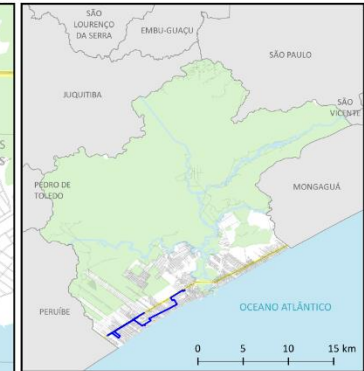 SÃO
LOURENÇO
DA SERRA
EMBU-GUAÇU
SÃO PAULO
JUQUITIBA
SÃO
VICENTE
S
S
PEDRO DE
TOLEDO
MONGAGUÁ
PERUÍBE
OCEANO ATLÂNTICO
0 5 10 15 km